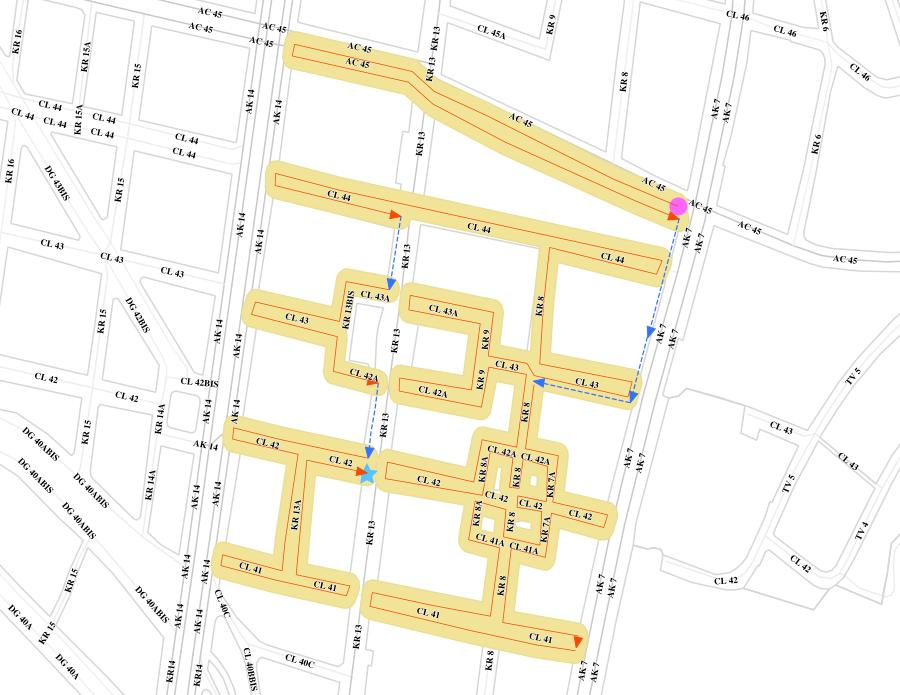 AC 45
AC 45
AC 45
AC 45
KR 13
CL 45A
KR 9
CL 46
CL 46
KR 6
CL 46
KR 16
KR 15A
KR 15
AC 45
AC 45
KR 13
KR 8
AK 14
AK 14
AK 7
AK 7
CL 44
CL 44
CL 44
KR 15A
CL 44
CL 44
CL 44
CL 44
AC 45
KR 13
KR 6
KR 16
DG 43BIS
KR 15
CL 44
AC 45
AC 45
AK 14
AK 14
CL 44
KR 13
AK 7
AK 7
AC 45
CL 43
CL 43
CL 43
CL 44
AC 45
KR 15
DG 42BIS
AK 14
AK 14
CL 43
KR 13BIS
CL 43A
CL 43A
KR 13
KR 9
KR 8
AK 7
AK 7
CL 42
CL 42
CL 42BIS
CL 42A
CL 42A
KR 9
CL 43
CL 43
TV 5
KR 15
KR 14A
AK 14
AK 14
KR 13
KR 8
CL 43
DG 40ABIS
AK 14
CL 42
CL 42
CL 42A
CL 42A
AK 7
AK 7
CL 43
DG 40ABIS
DG 40ABIS
KR 14A
AK 14
AK 14
CL 42
KR 8A
KR 8
KR 7A
TV 5
DG 40ABIS
KR 13A
KR 13
CL 42
KR 8A
KR 8
CL 42
KR 7A
CL 42
TV 4
CL 41A
CL 41A
KR 15
AK 14
AK 14
CL 41
CL 41
KR 8
AK 7
AK 7
CL 42
CL 42
DG 40A
KR 15
DG 40ABIS
AK 14
AK 14
CL 40C
CL 41
CL 41
KR 13
DG 40A
KR14
KR14
CL 40BBIS
CL 40C
KR 8
AK 7
AK 7